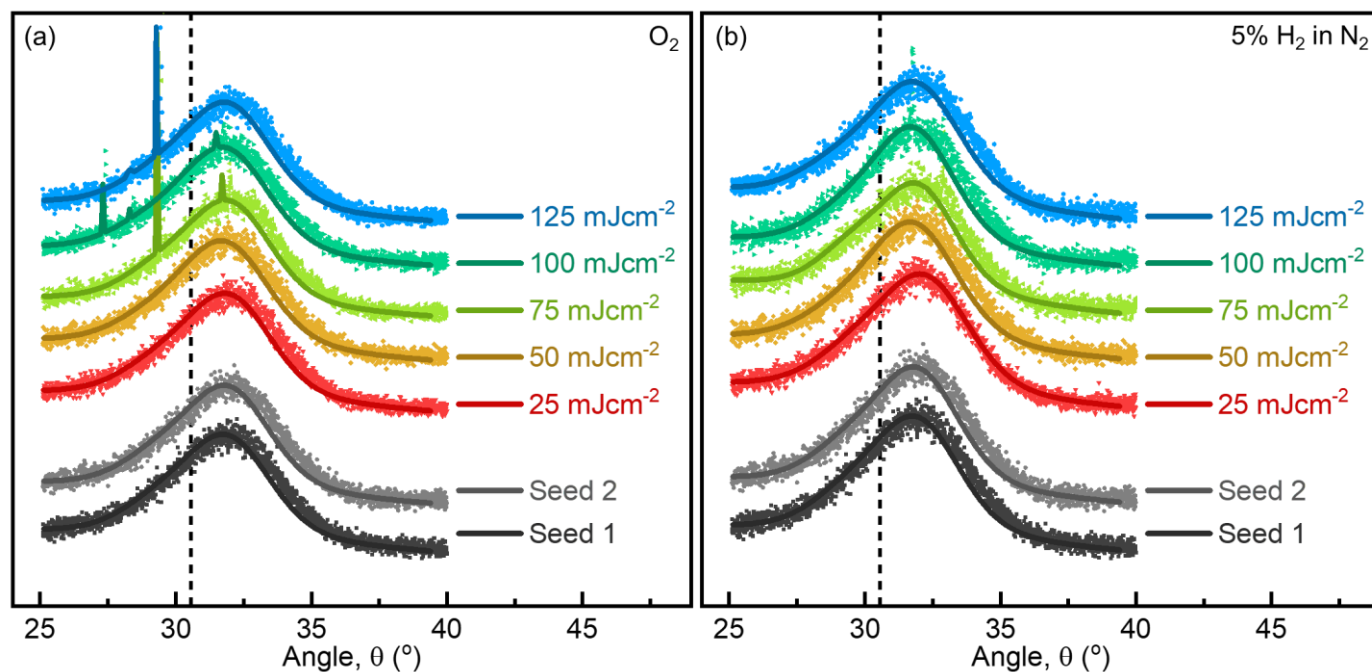 (a) O₂
125 mJcm⁻²
100 mJcm⁻²
75 mJcm⁻²
50 mJcm⁻²
25 mJcm⁻²
Seed 2
Seed 1
25 30 35 40 45
Angle, θ (°)
(b) 5% H₂ in N₂
125 mJcm⁻²
100 mJcm⁻²
75 mJcm⁻²
50 mJcm⁻²
25 mJcm⁻²
Seed 2
Seed 1
25 30 35 40 45
Angle, θ (°)